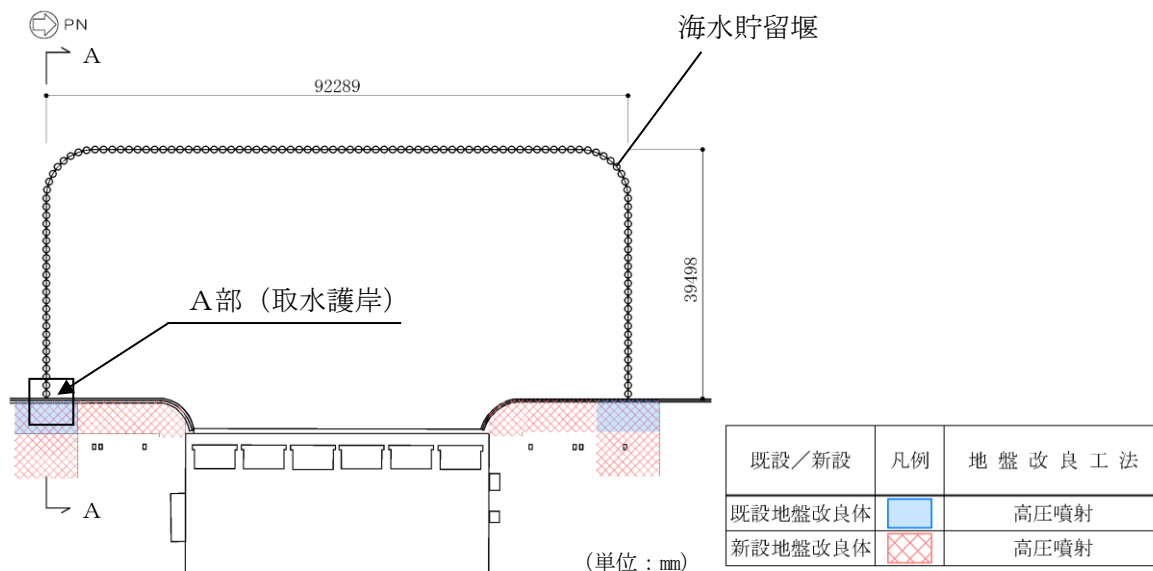 PN
A
海水貯留堰
92289
39498
A部（取水護岸）
A
（単位：㎜）
既設／新設 凡例 地盤改良工法
既設地盤改良体 高圧噴射
新設地盤改良体 高圧噴射